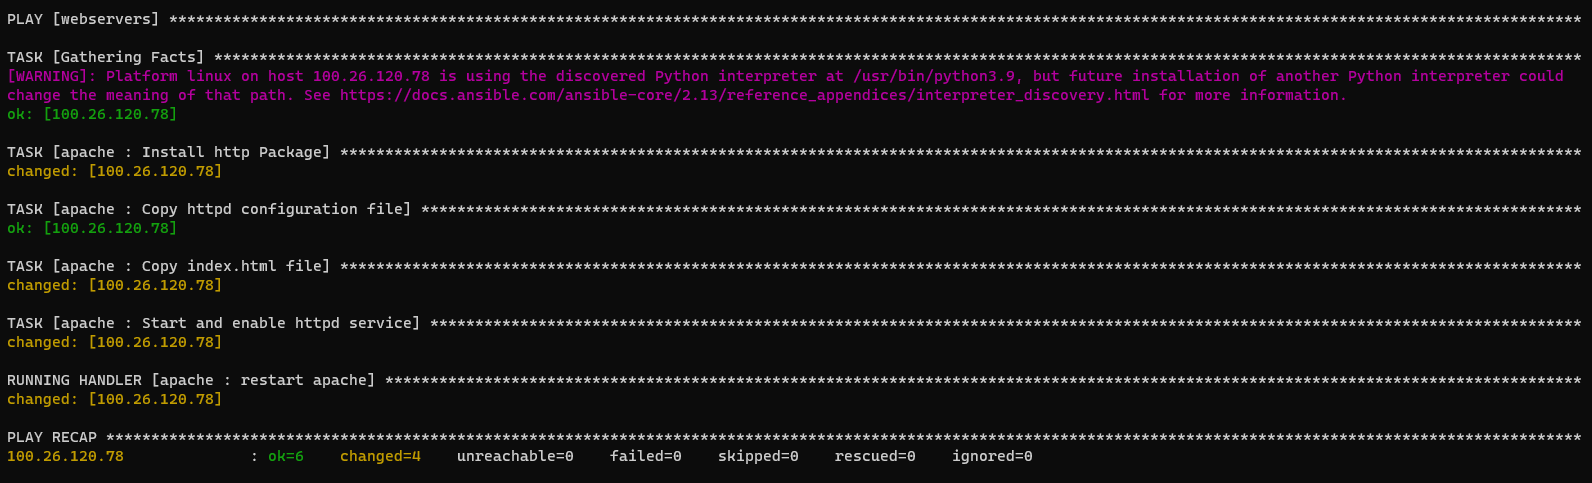 PLAY [webservers] *************************************************************************************************************************************************************
TASK [Gathering Facts] ********************************************************************************************************************************************************
[WARNING]: Platform linux on host 100.26.120.78 is using the discovered Python interpreter at /usr/bin/python3.9, but future installation of another Python interpreter could
change the meaning of that path. See https://docs.ansible.com/ansible-core/2.13/reference_appendices/interpreter_discovery.html for more information.
ok: [100.26.120.78]
TASK [apache : Install http Package] ******************************************************************************************************************************************
changed: [100.26.120.78]
TASK [apache : Copy httpd configuration file] *********************************************************************************************************************************
ok: [100.26.120.78]
TASK [apache : Copy index.html file] ******************************************************************************************************************************************
changed: [100.26.120.78]
TASK [apache : Start and enable httpd service] ********************************************************************************************************************************
changed: [100.26.120.78]
RUNNING HANDLER [apache : restart apache] *************************************************************************************************************************************
changed: [100.26.120.78]
PLAY RECAP ********************************************************************************************************************************************************************
100.26.120.78              : ok=6    changed=4    unreachable=0    failed=0    skipped=0    rescued=0    ignored=0